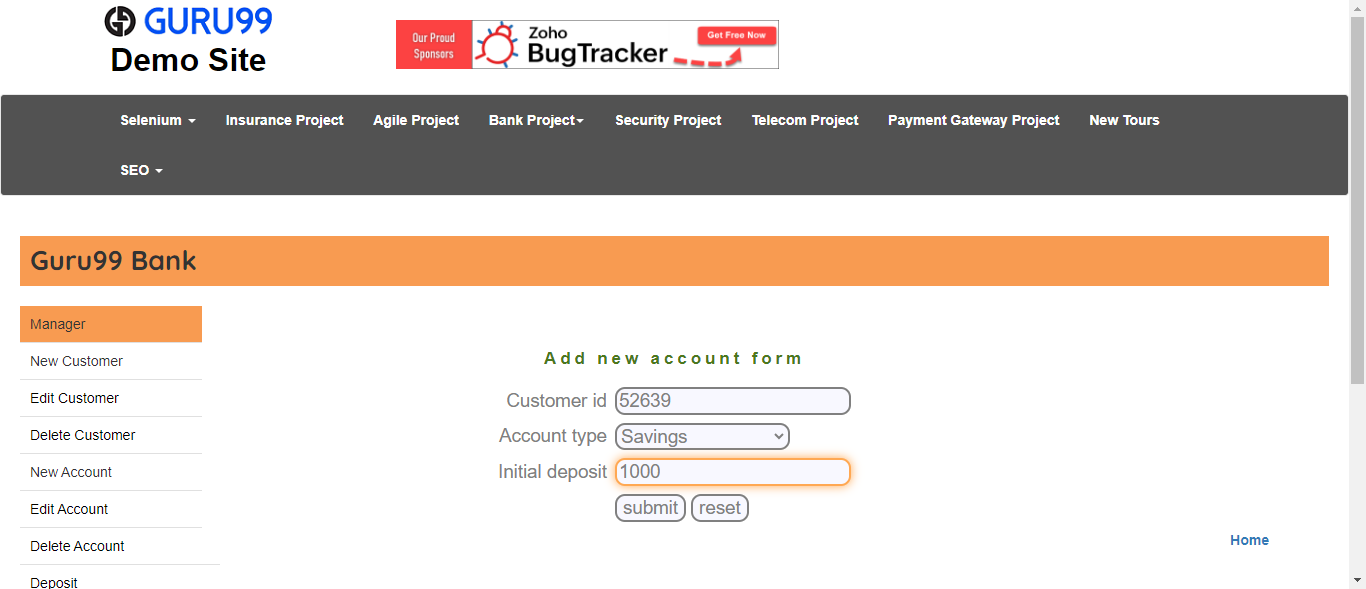 GURU99
Demo Site
Our Proud
Sponsors
Zoho
BugTracker
Get Free Now
Selenium Insurance Project Agile Project Bank Project Security Project Telecom Project Payment Gateway Project New Tours
SEO
Guru99 Bank
Manager
New Customer
Edit Customer
Delete Customer
New Account
Edit Account
Delete Account
Deposit
Add new account form
Customer id 52639
Account type Savings
Initial deposit 1000
submit reset
Home